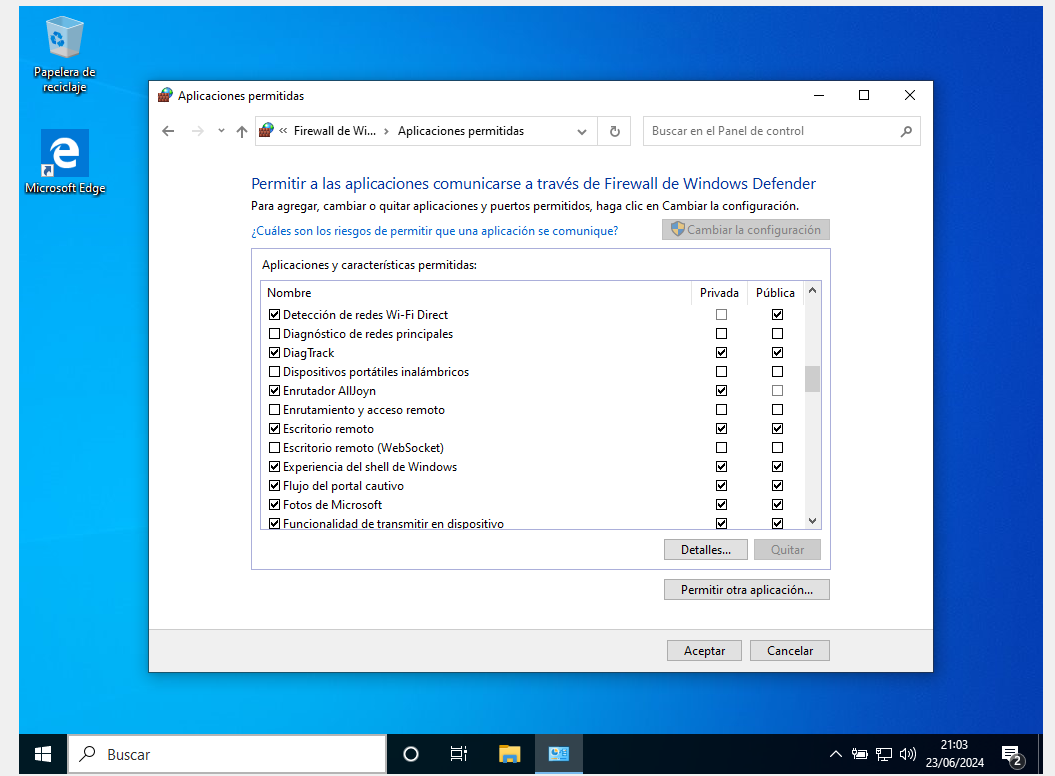 Papelera de
reciclaje
Microsoft Edge
Aplicaciones permitidas
« Firewall de Wi... › Aplicaciones permitidas
Buscar en el Panel de control
Permitir a las aplicaciones comunicarse a través de Firewall de Windows Defender
Para agregar, cambiar o quitar aplicaciones y puertos permitidos, haga clic en Cambiar la configuración.
¿Cuáles son los riesgos de permitir que una aplicación se comunique?
Cambiar la configuración
Aplicaciones y características permitidas:
Nombre Privada Pública
Detección de redes Wi-Fi Direct
Diagnóstico de redes principales
DiagTrack
Dispositivos portátiles inalámbricos
Enrutador AllJoyn
Enrutamiento y acceso remoto
Escritorio remoto
Escritorio remoto (WebSocket)
Experiencia del shell de Windows
Flujo del portal cautivo
Fotos de Microsoft
Funcionalidad de transmitir en dispositivo
Detalles... Quitar
Permitir otra aplicación...
Aceptar Cancelar
Buscar
21:03
23/06/2024
2